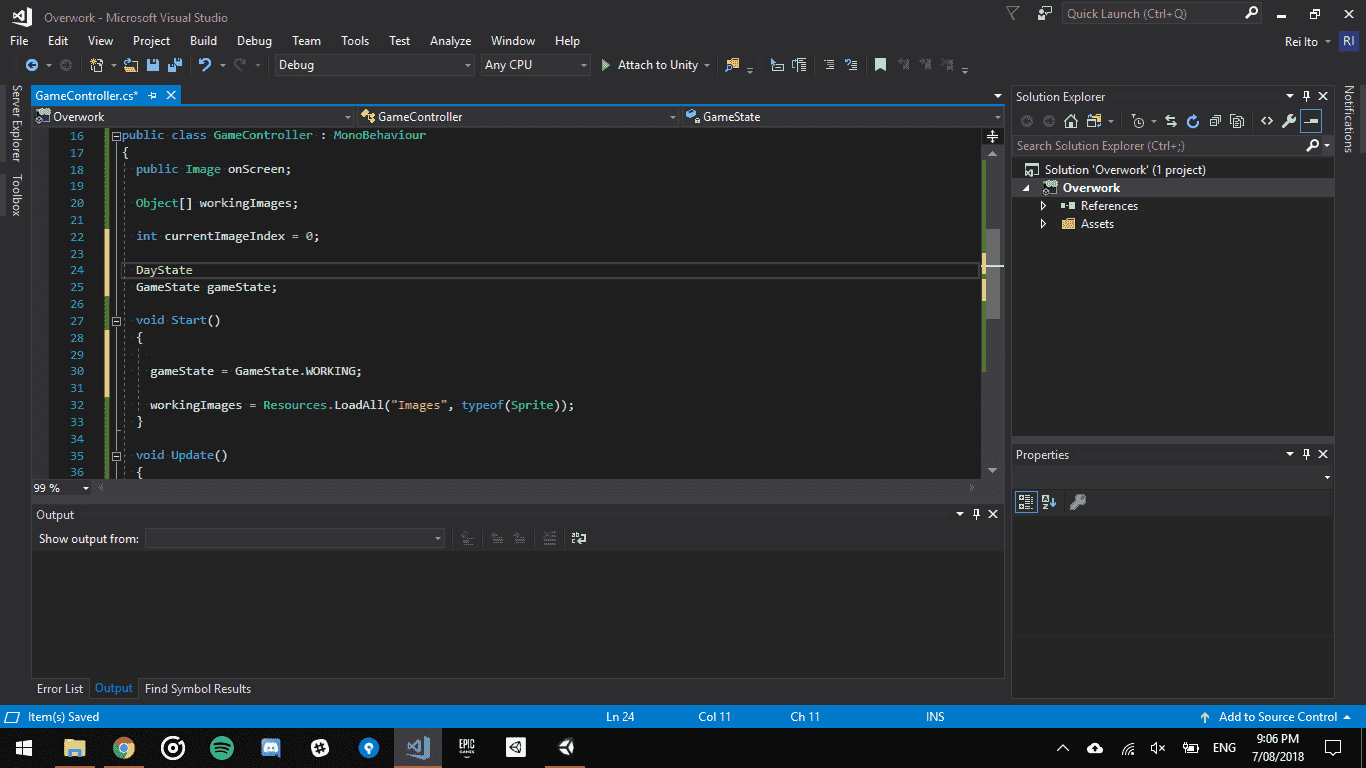 Overwork - Microsoft Visual Studio
Quick Launch (Ctrl+Q)
File Edit View Project Build Debug Team Tools Test Analyze Window Help
Rei Ito RI
Debug Any CPU Attach to Unity
Server Explorer
Toolbox
GameController.cs*
Overwork GameController GameState
16 public class GameController : MonoBehaviour
17 {
18 public Image onScreen;
19
20 Object[] workingImages;
21
22 int currentImageIndex = 0;
23
24 DayState
25 GameState gameState;
26
27 void Start()
28 {
29
30 gameState = GameState.WORKING;
31
32 workingImages = Resources.LoadAll("Images", typeof(Sprite));
33 }
34
35 void Update()
36 {
99 %
Output
Show output from:
Error List Output Find Symbol Results
Solution Explorer
Search Solution Explorer (Ctrl+;)
Solution 'Overwork' (1 project)
Overwork
References
Assets
Properties
Notifications
Item(s) Saved Ln 24 Col 11 Ch 11 INS Add to Source Control
EPIC GAMES
ENG
9:06 PM
7/08/2018